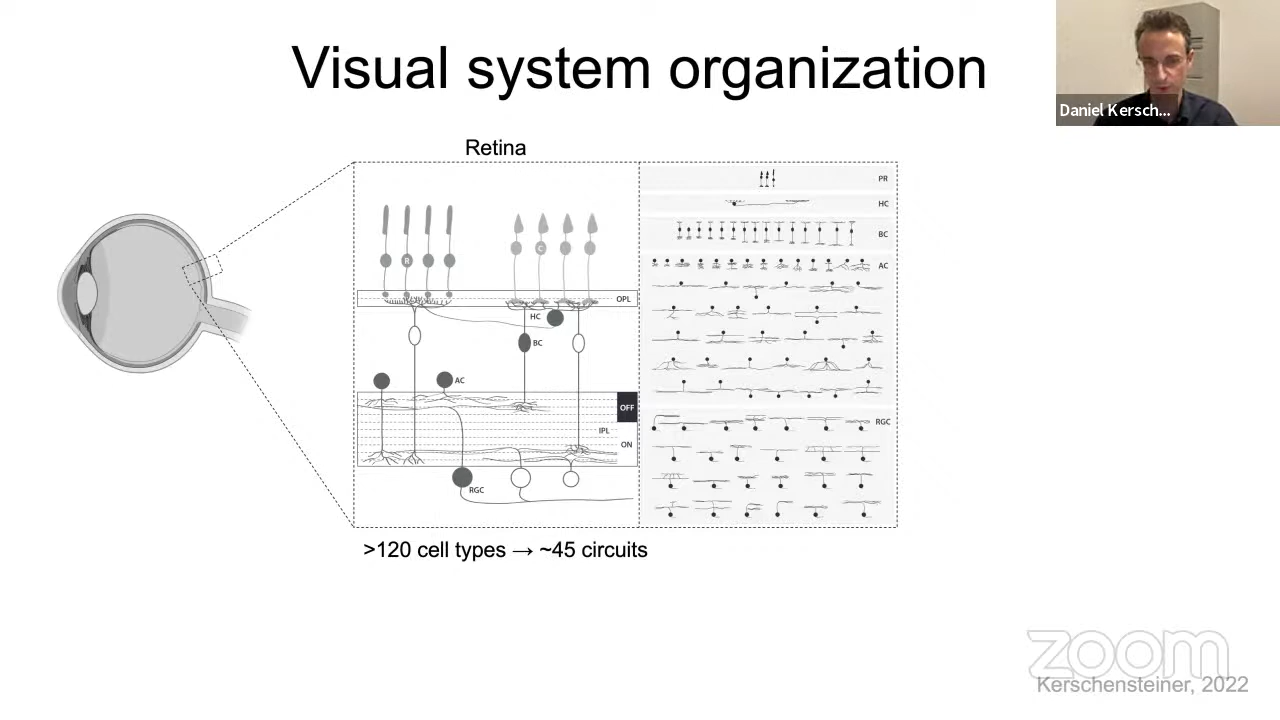 Visual system organization
Daniel Kersch...
Retina
PR
HC
BC
AC
RGC
R
C
OPL
HC
BC
AC
OFF
IPL
ON
RGC
>120 cell types → ~45 circuits
zoom
Kerschensteiner, 2022